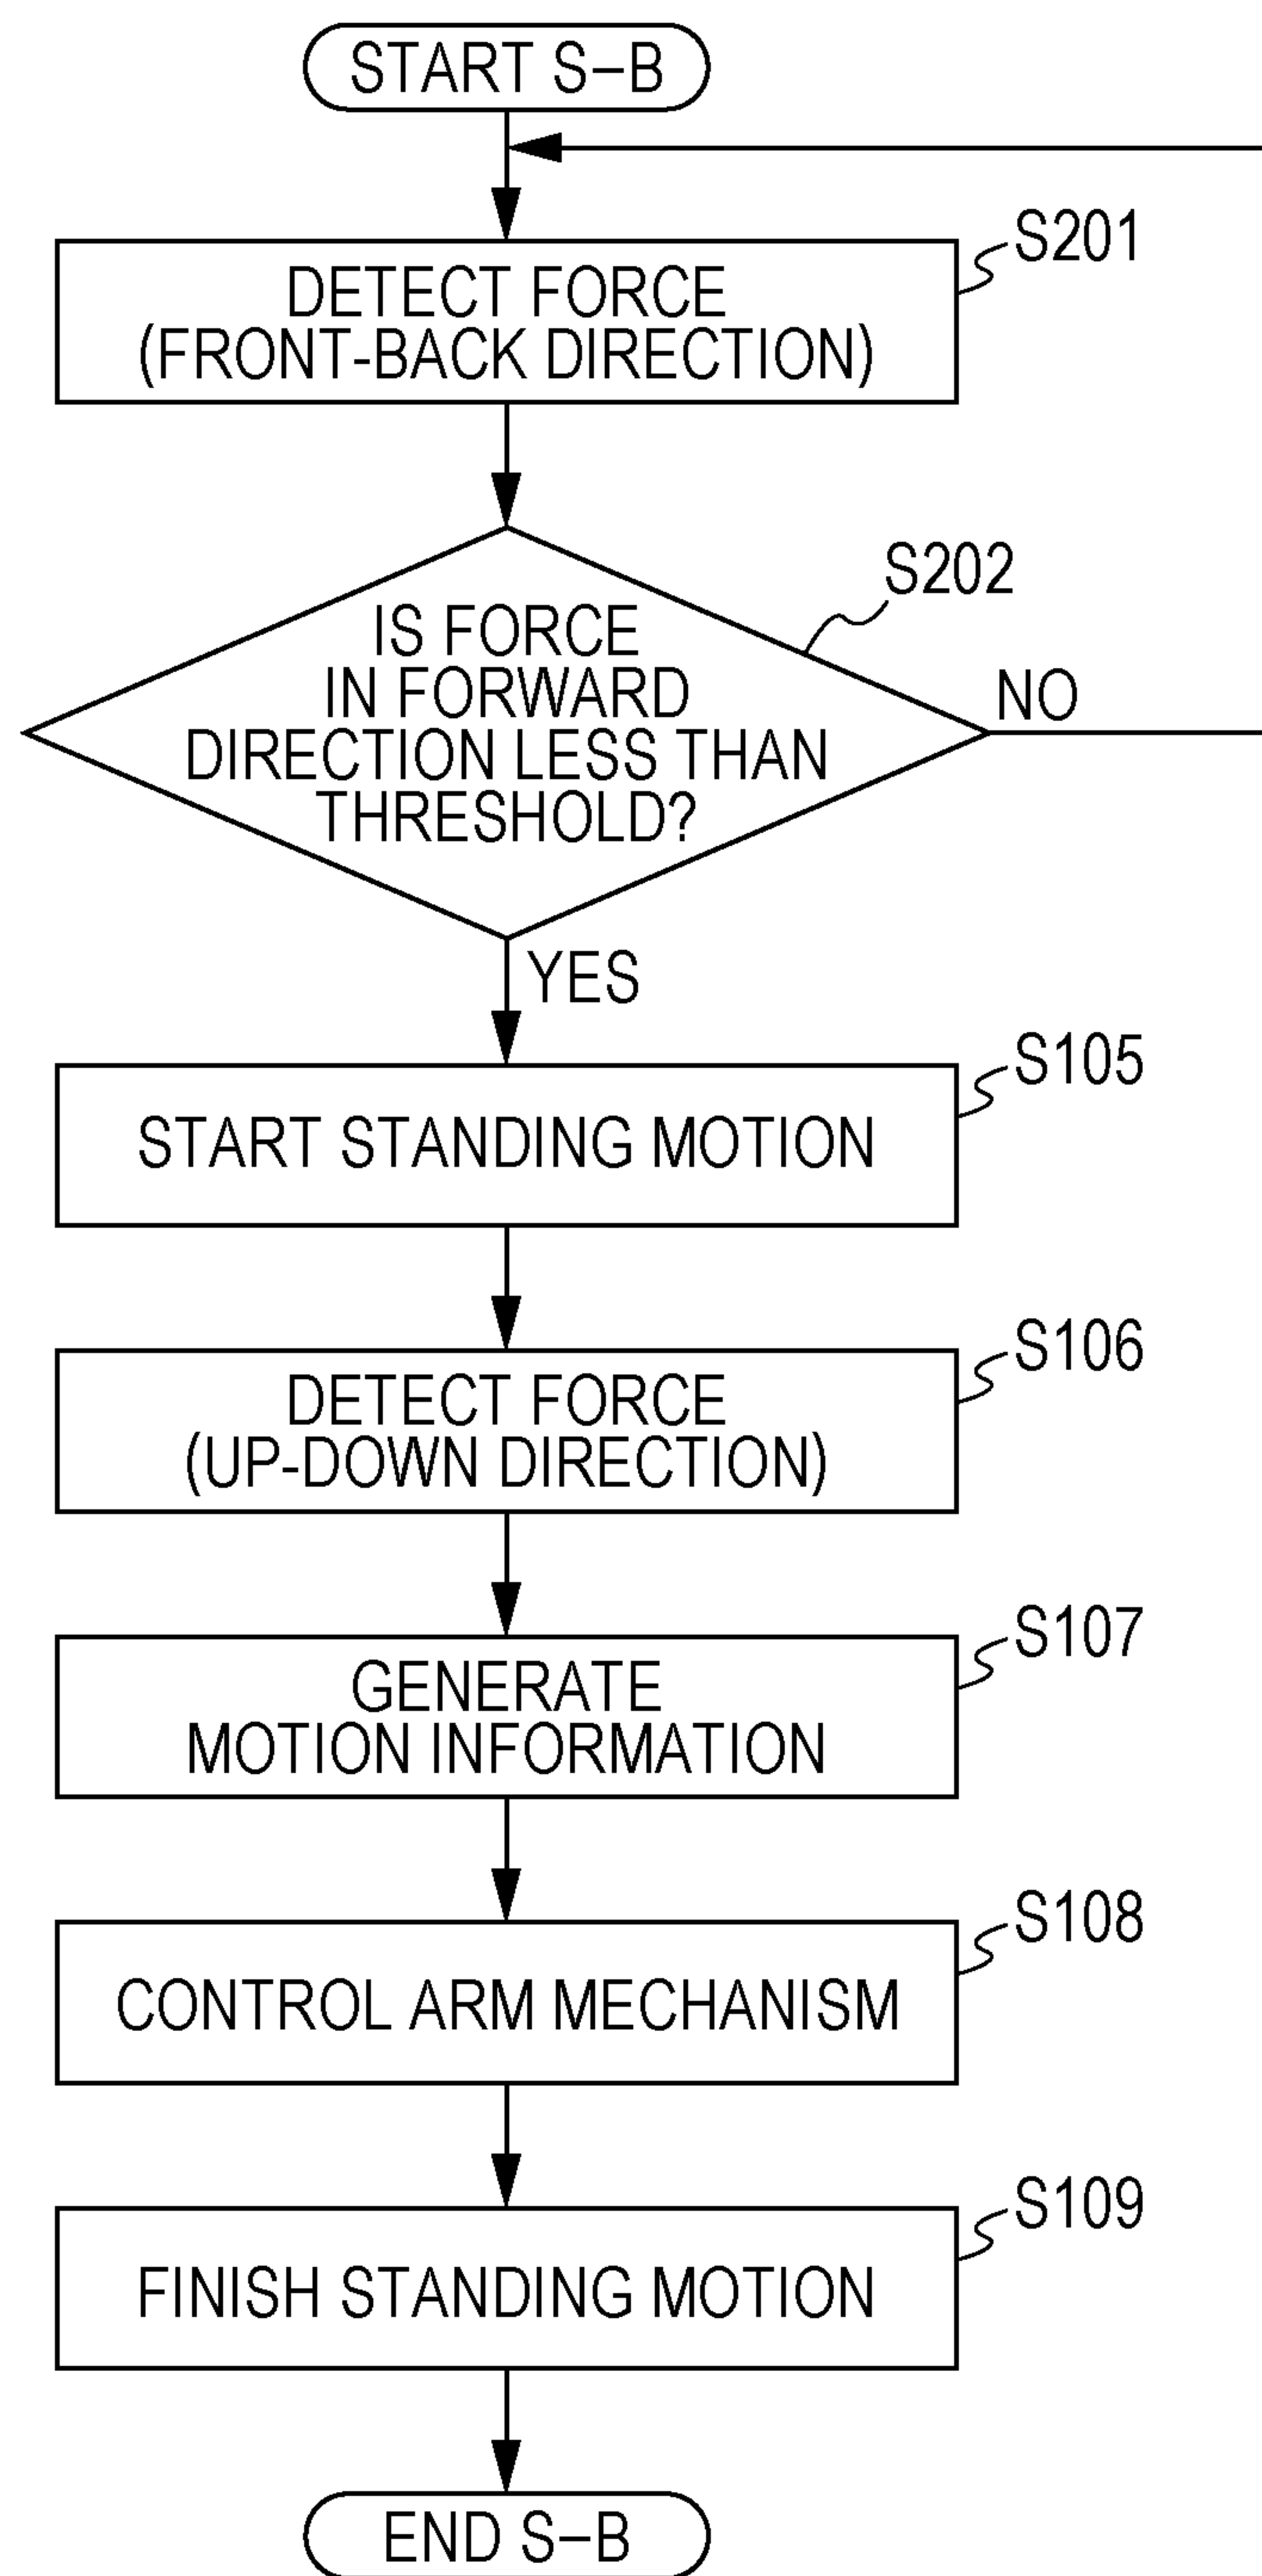 START S–B
S201
DETECT FORCE
(FRONT-BACK DIRECTION)
S202
IS FORCE
IN FORWARD
DIRECTION LESS THAN
THRESHOLD?
NO
YES
S105
START STANDING MOTION
S106
DETECT FORCE
(UP-DOWN DIRECTION)
S107
GENERATE
MOTION INFORMATION
S108
CONTROL ARM MECHANISM
S109
FINISH STANDING MOTION
END S–B